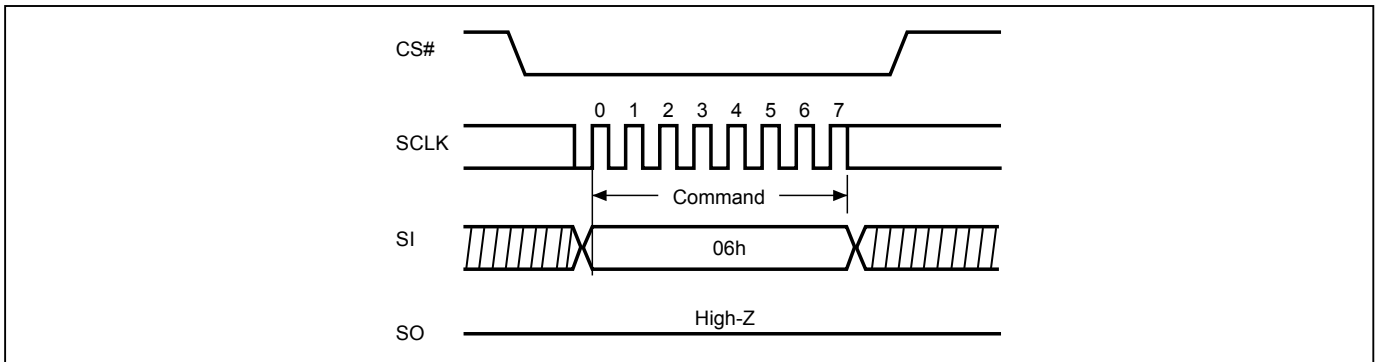 CS#
0 1 2 3 4 5 6 7
SCLK
Command
SI
06h
High-Z
SO